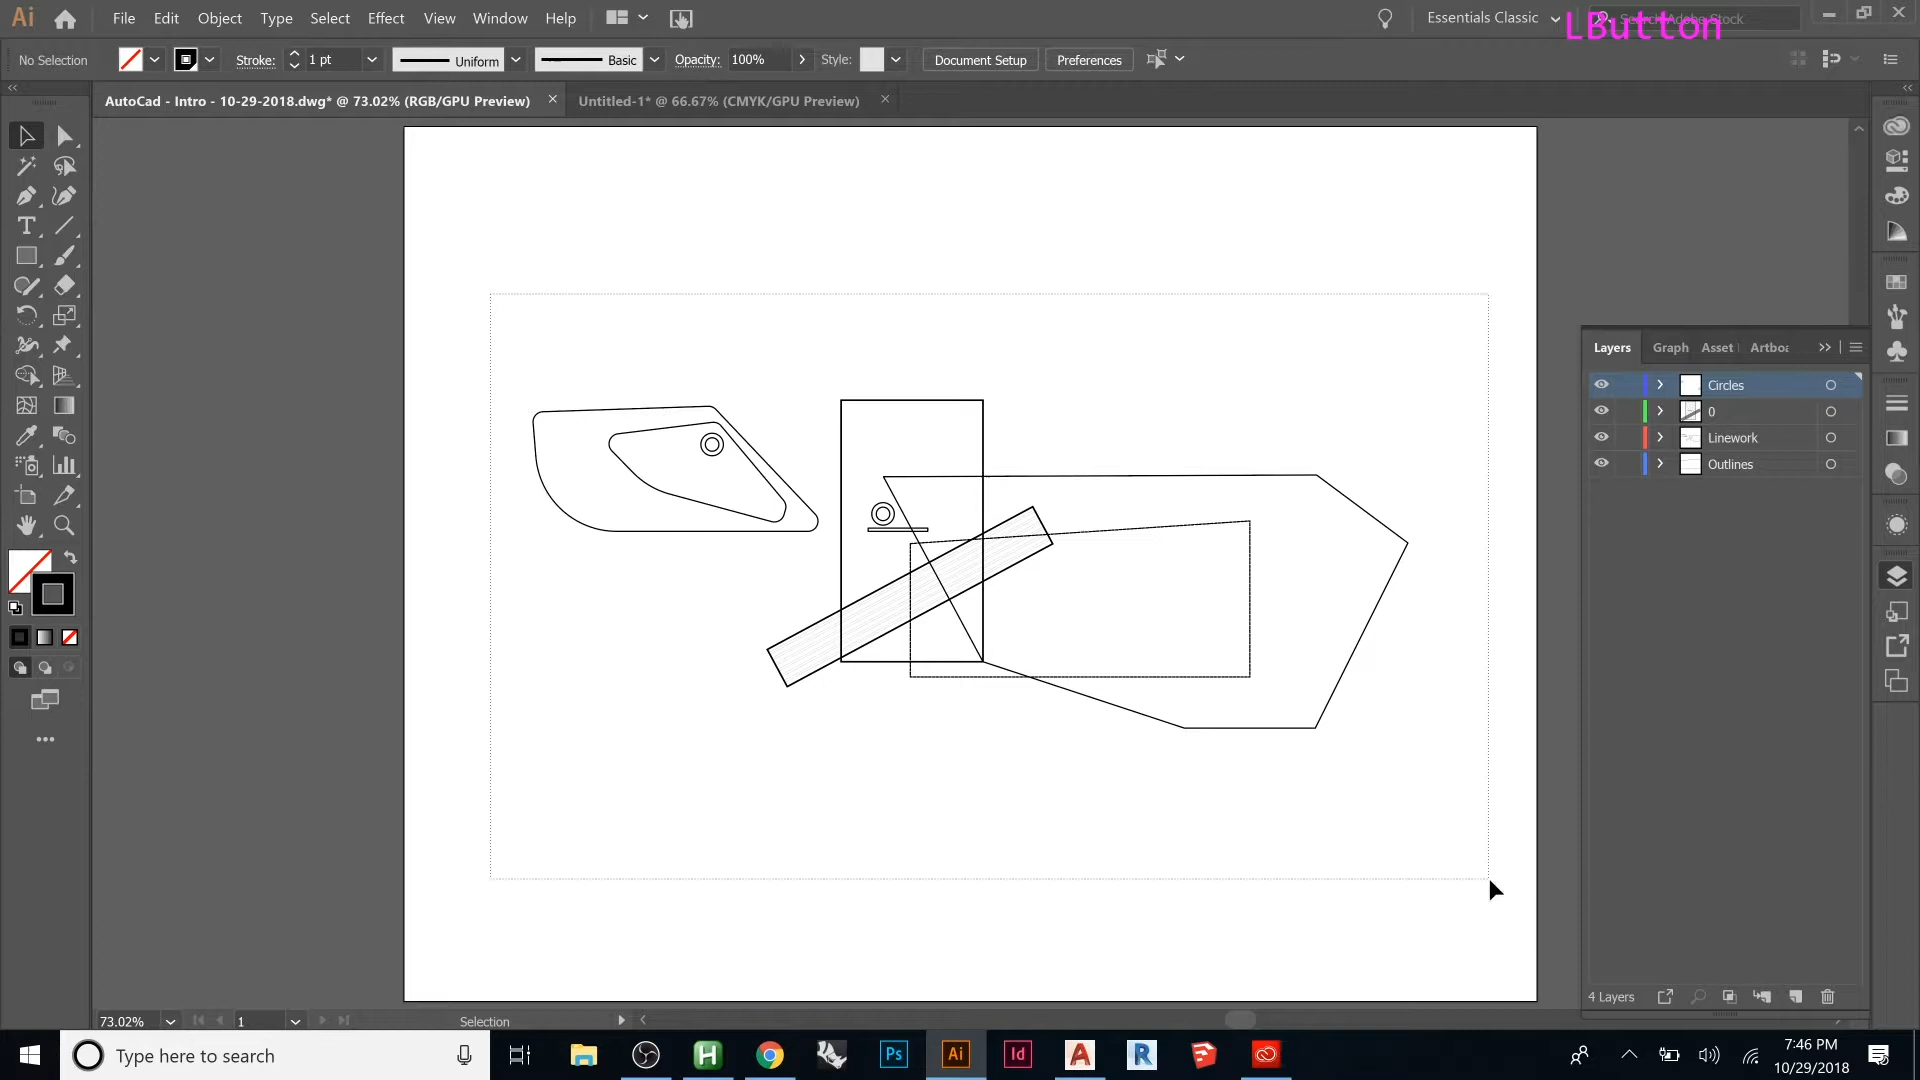 Ai File Edit Object Type Select Effect View Window Help Essentials Classic Search Adobe Stock
LButton
No Selection Stroke: 1 pt Uniform Basic Opacity: 100% Style: Document Setup Preferences
AutoCad - Intro - 10-29-2018.dwg* @ 73.02% (RGB/GPU Preview) Untitled-1* @ 66.67% (CMYK/GPU Preview)
Layers Graph Asset Artboa
Circles
0
Linework
Outlines
4 Layers
73.02% 1 Selection
Type here to search
Ps Ai Id A R
7:46 PM
10/29/2018